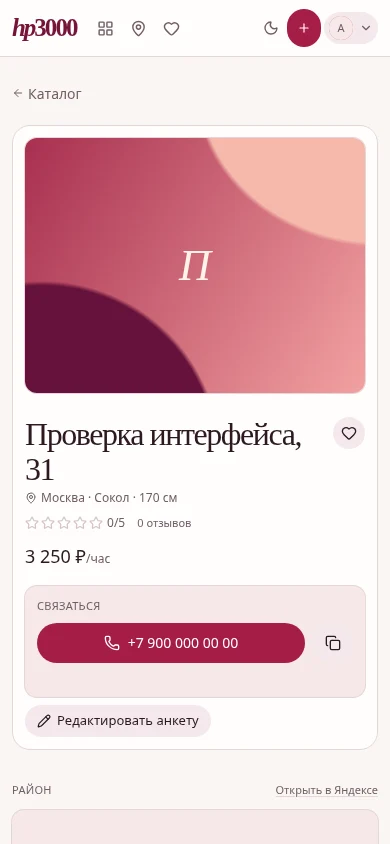 hp3000
A
Каталог
П
Проверка интерфейса,
31
Москва · Сокол · 170 см
0/5 0 отзывов
3 250 ₽/час
СВЯЗАТЬСЯ
+7 900 000 00 00
Редактировать анкету
РАЙОН Открыть в Яндексе